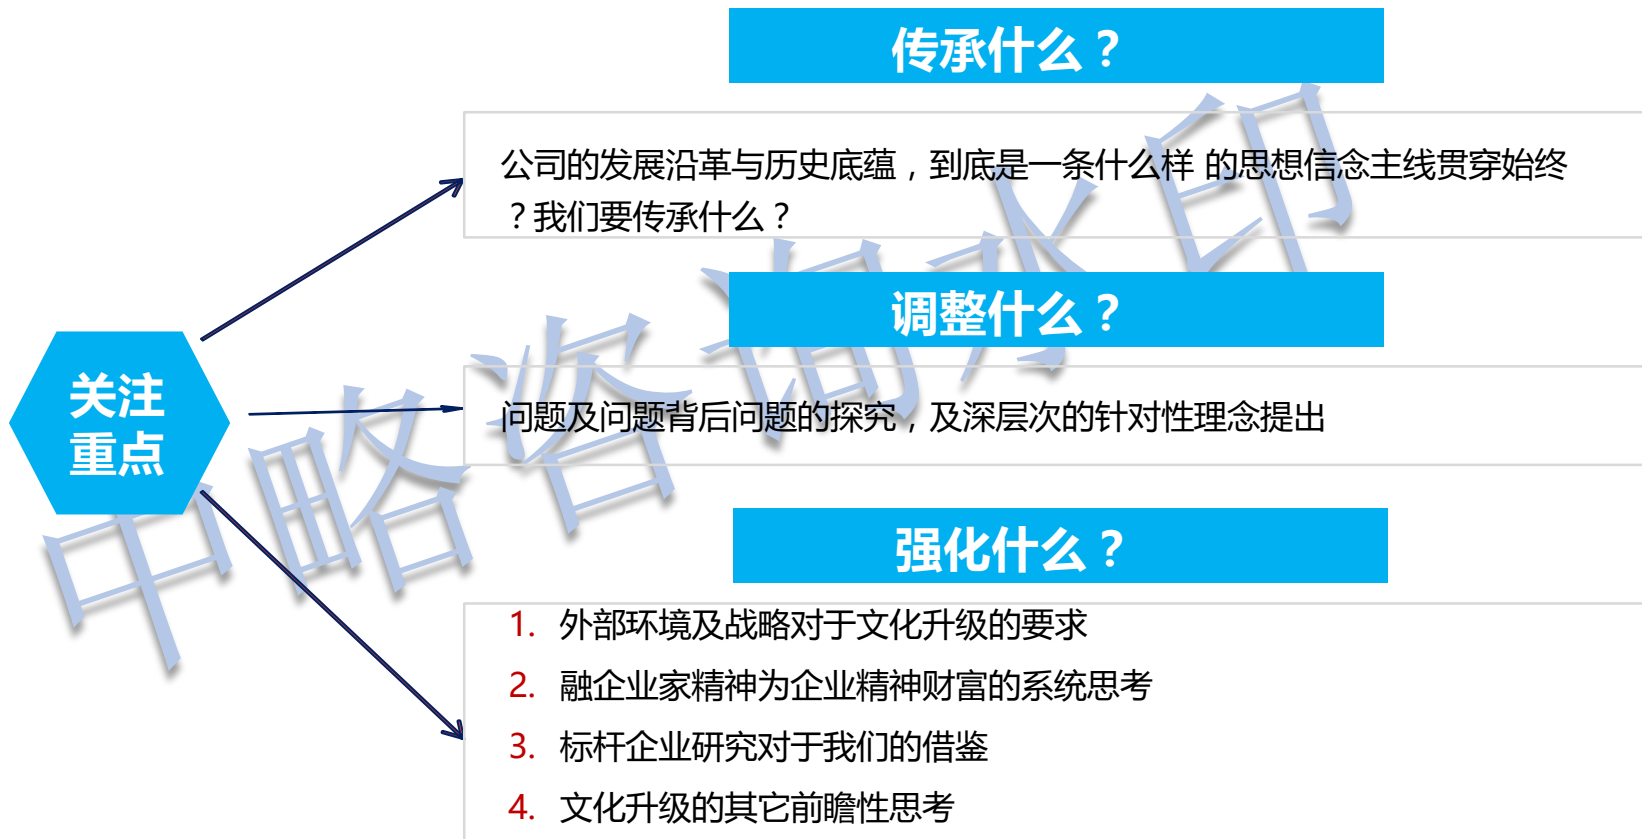 传承什么？
公司的发展沿革与历史底蕴，到底是一条什么样 的思想信念主线贯穿始终
？我们要传承什么？
调整什么？
关注
重点
问题及问题背后问题的探究，及深层次的针对性理念提出
强化什么？
1. 外部环境及战略对于文化升级的要求
2. 融企业家精神为企业精神财富的系统思考
3. 标杆企业研究对于我们的借鉴
4. 文化升级的其它前瞻性思考
中略咨询水印